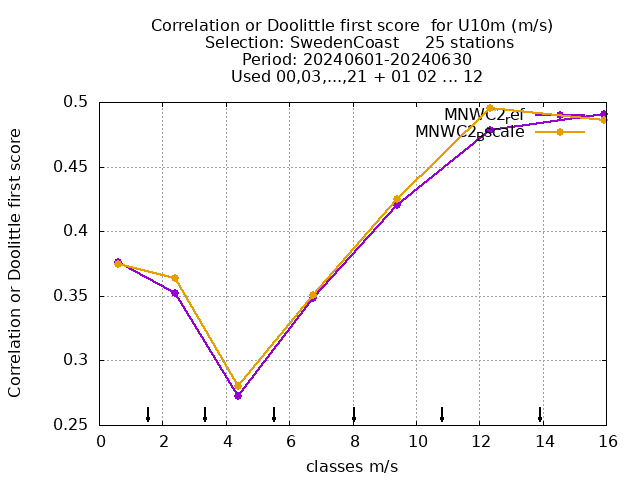 Correlation or Doolittle first score  for U10m (m/s)
Selection: SwedenCoast     25 stations
Period: 20240601-20240630
Used 00,03,...,21 + 01 02 ... 12
Correlation or Doolittle first score
0.5
0.45
0.4
0.35
0.3
0.25
MNWC2ref
MNWC2pscale
0 2 4 6 8 10 12 14 16
classes m/s